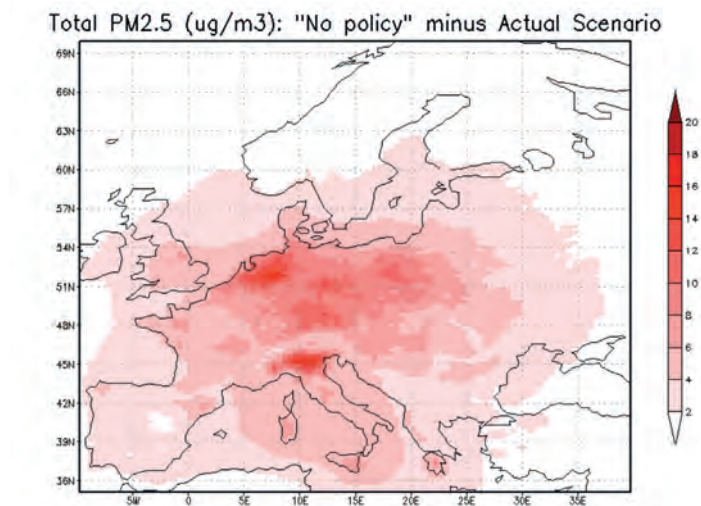 Total PM2.5 (ug/m3): "No policy" minus Actual Scenario
69N
66N
63N
60N
57N
54N
51N
48N
45N
42N
39N
36N
5W
0
5E
10E
15E
20E
25E
30E
35E
20
18
16
14
12
10
8
6
4
2